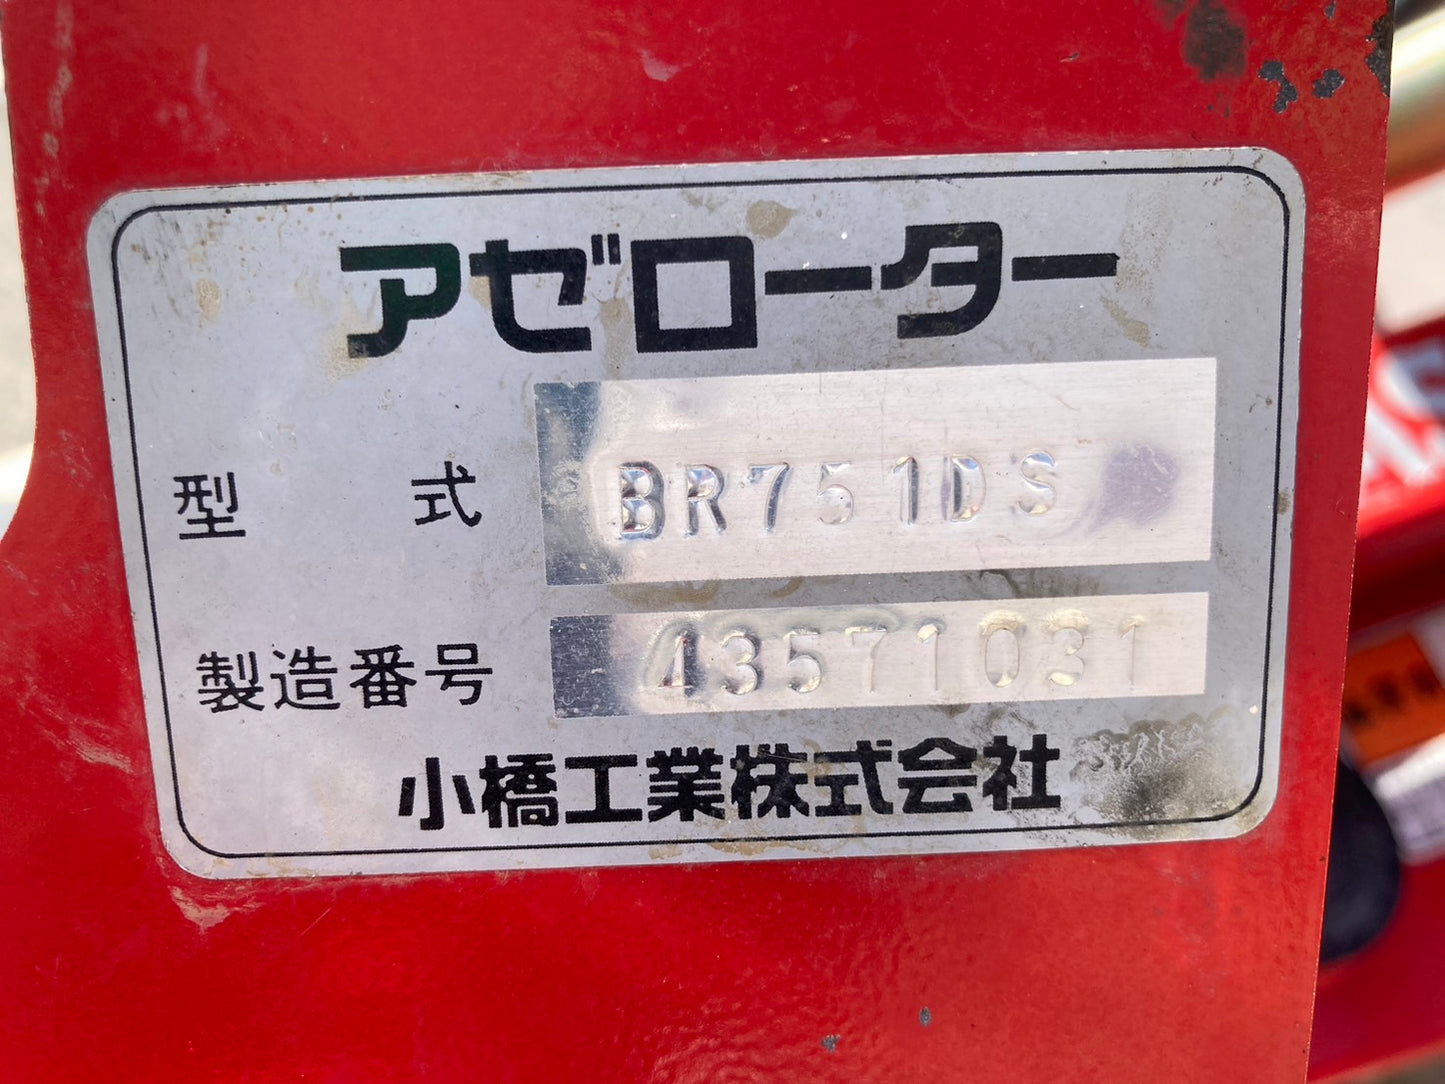 アゼローター
型式 BR751DS
製造番号 43571031
小橋工業株式会社